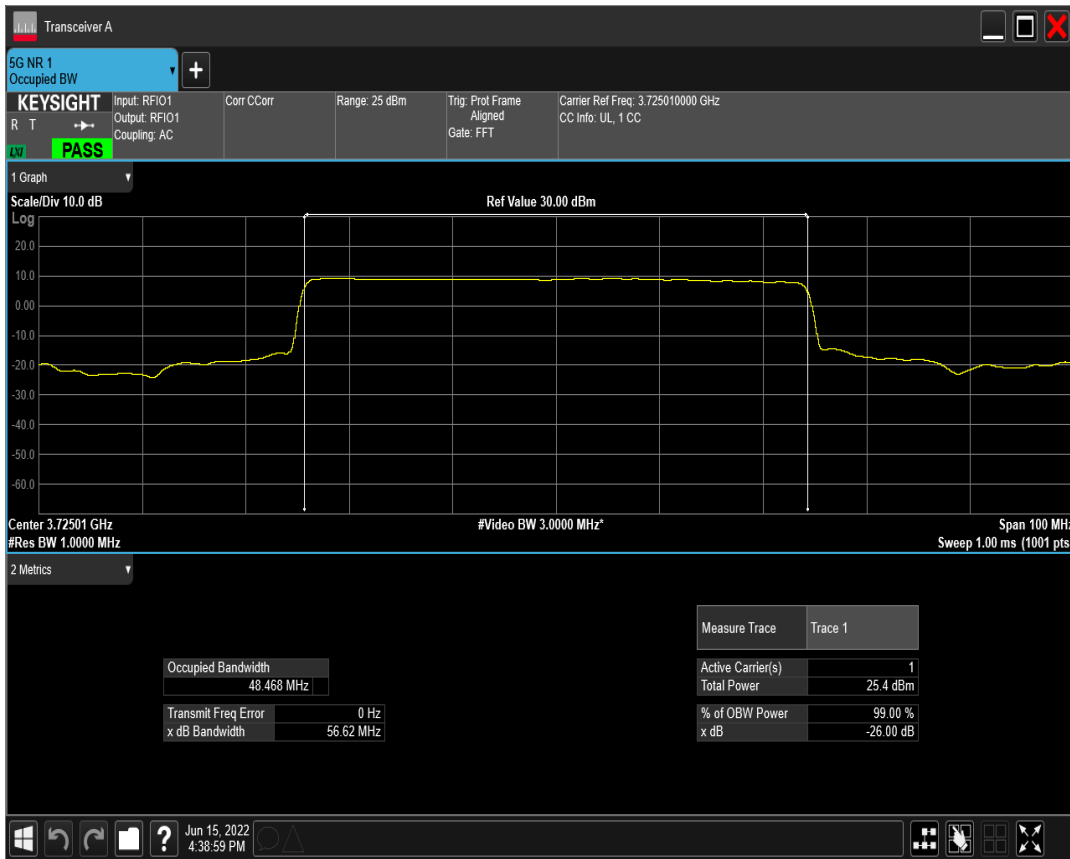 Transceiver A
5G NR 1
Occupied BW
KEYSIGHT
R T
LXI
PASS
Input: RFIO1
Output: RFIO1
Coupling: AC
Corr CCorr
Range: 25 dBm
Trig: Prot Frame
Aligned
Gate: FFT
Carrier Ref Freq: 3.725010000 GHz
CC Info: UL, 1 CC
1 Graph
Scale/Div 10.0 dB
Ref Value 30.00 dBm
Log
20.0
10.0
0.00
-10.0
-20.0
-30.0
-40.0
-50.0
-60.0
Center 3.72501 GHz
#Video BW 3.0000 MHz*
Span 100 MHz
#Res BW 1.0000 MHz
Sweep 1.00 ms (1001 pts
2 Metrics
Measure Trace Trace 1
Occupied Bandwidth
48.468 MHz
Active Carrier(s) 1
Total Power 25.4 dBm
Transmit Freq Error 0 Hz
x dB Bandwidth 56.62 MHz
% of OBW Power 99.00 %
x dB -26.00 dB
?
Jun 15, 2022
4:38:59 PM